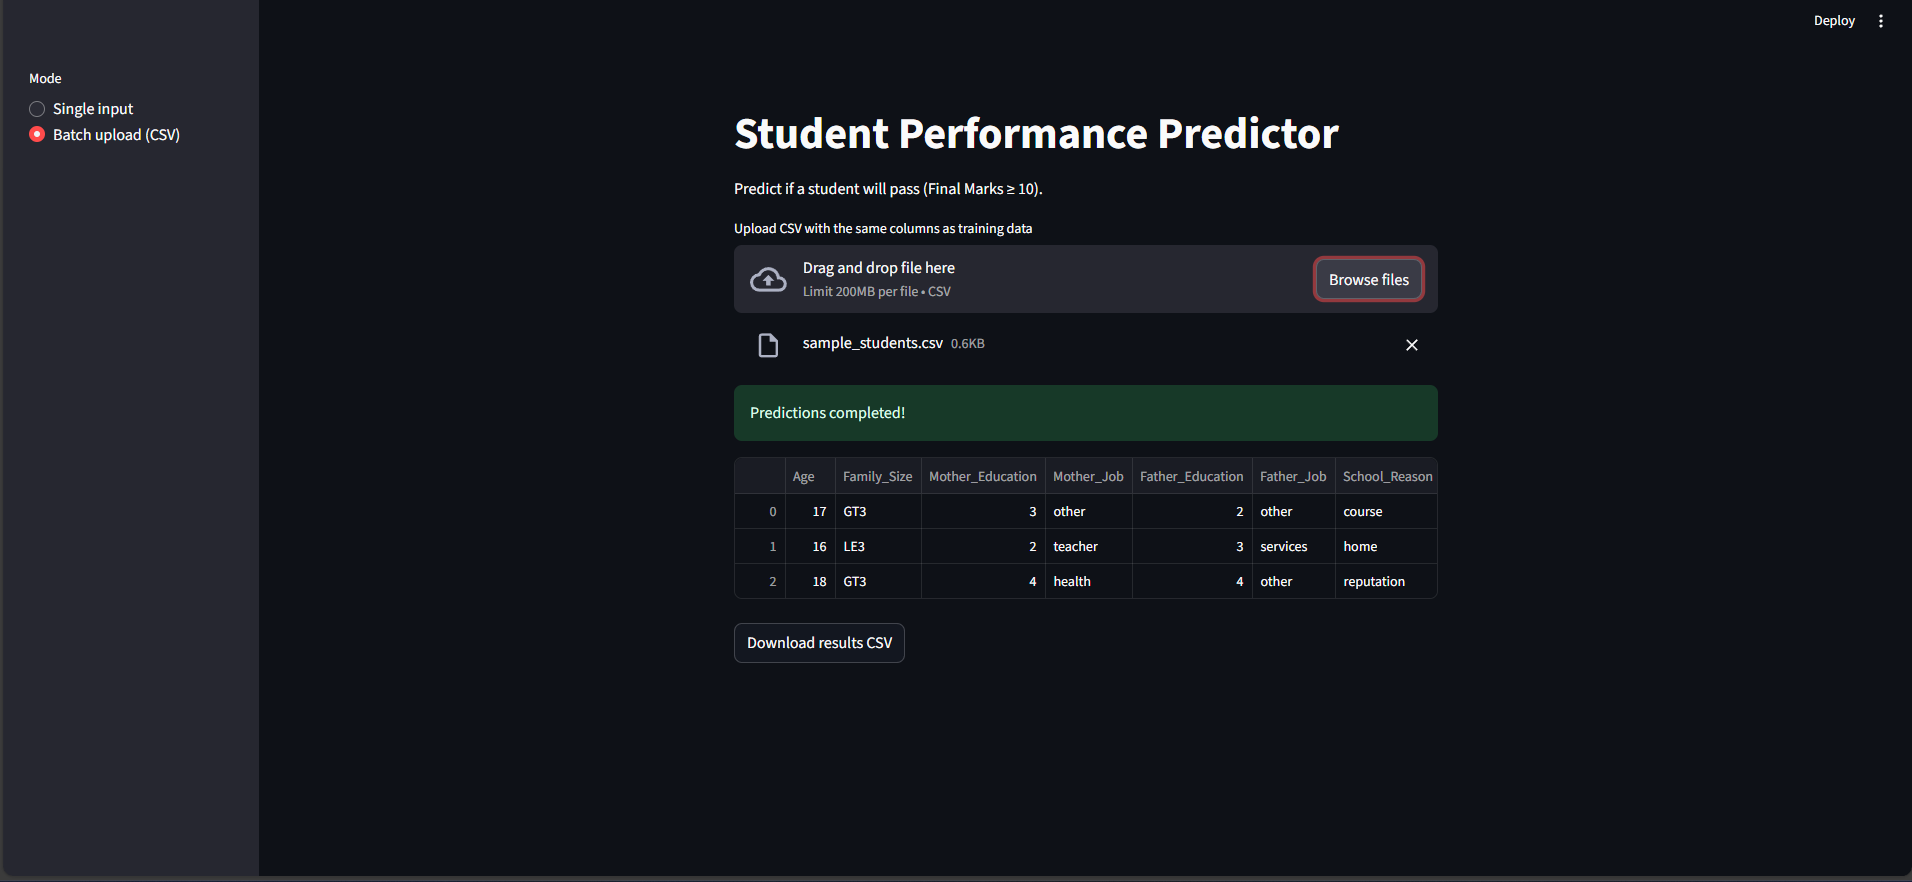 Deploy
Mode
Single input
Batch upload (CSV)
Student Performance Predictor
Predict if a student will pass (Final Marks ≥ 10).
Upload CSV with the same columns as training data
Drag and drop file here
Limit 200MB per file • CSV
Browse files
sample_students.csv 0.6KB
Predictions completed!
Age Family_Size Mother_Education Mother_Job Father_Education Father_Job School_Reason
0 17 GT3 3 other 2 other course
1 16 LE3 2 teacher 3 services home
2 18 GT3 4 health 4 other reputation
Download results CSV